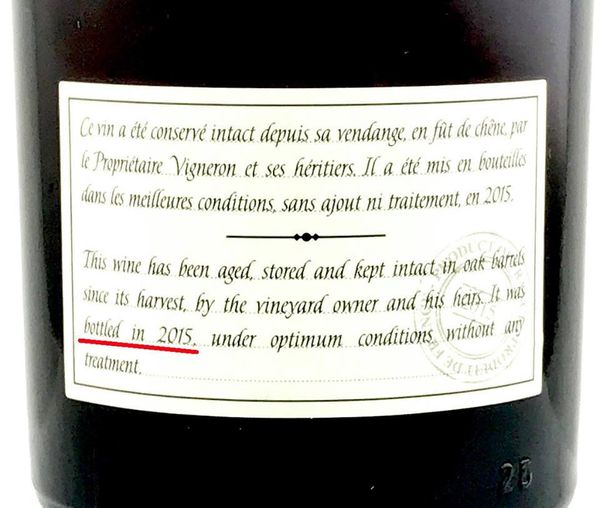 Ce vin a été conservé intact depuis sa vendange, en fût de chêne, par
le Propriétaire Vigneron et ses héritiers. Il a été mis en bouteilles
dans les meilleures conditions, sans ajout ni traitement, en 2015.
This wine has been aged, stored and kept intact in oak barrels
since its harvest, by the vineyard owner and his heirs. It was
bottled in 2015, under optimum conditions without any
treatment.
23